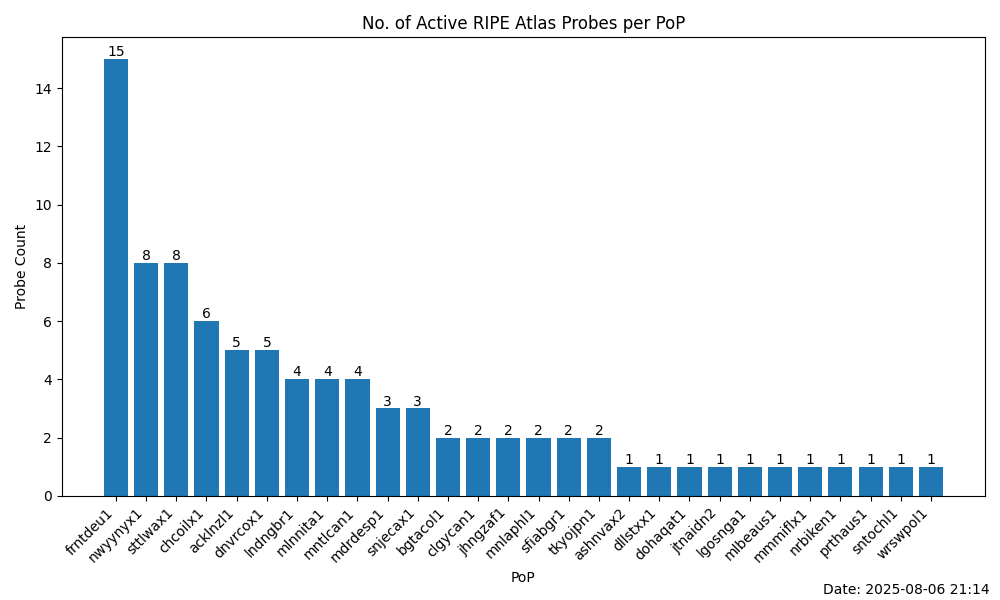 No. of Active RIPE Atlas Probes per PoP
Probe Count
14
12
10
8
6
4
2
0
15
8
8
6
5
5
4
4
4
3
3
2
2
2
2
2
2
1
1
1
1
1
1
1
1
1
1
1
frntdeu1
nwyynyx1
sttlwax1
chcoilx1
acklnzl1
dnvrcox1
lndngbr1
mlnnita1
mntlcan1
mdrdesp1
snjecax1
bgtacol1
clgycan1
jhngzaf1
mnlaphl1
sfiabgr1
tkyojpn1
ashnvax2
dllstxx1
dohaqat1
jtnaidn2
lgosnga1
mlbeaus1
mmmiflx1
nrbiken1
prthaus1
sntochl1
wrswpol1
PoP
Date: 2025-08-06 21:14